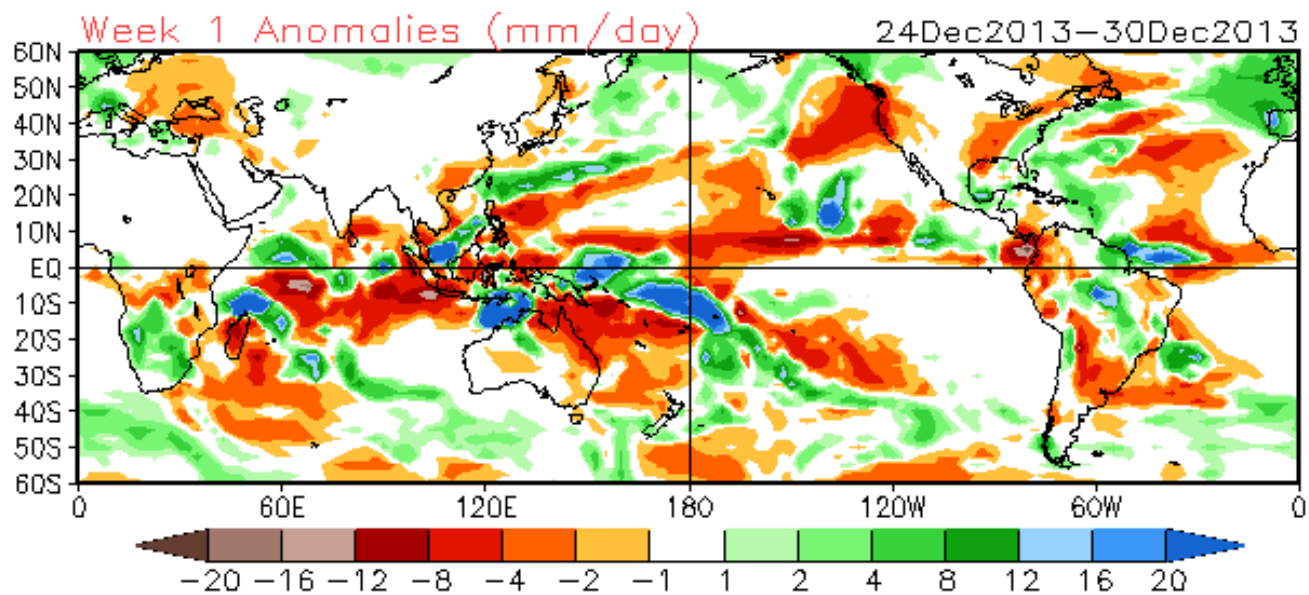 Week 1 Anomalies (mm/day) 24Dec2013-30Dec2013
60N
50N
40N
30N
20N
10N
EQ
10S
20S
30S
40S
50S
60S
0 60E 120E 180 120W 60W 0
-20 -16 -12 -8 -4 -2 -1 1 2 4 8 12 16 20